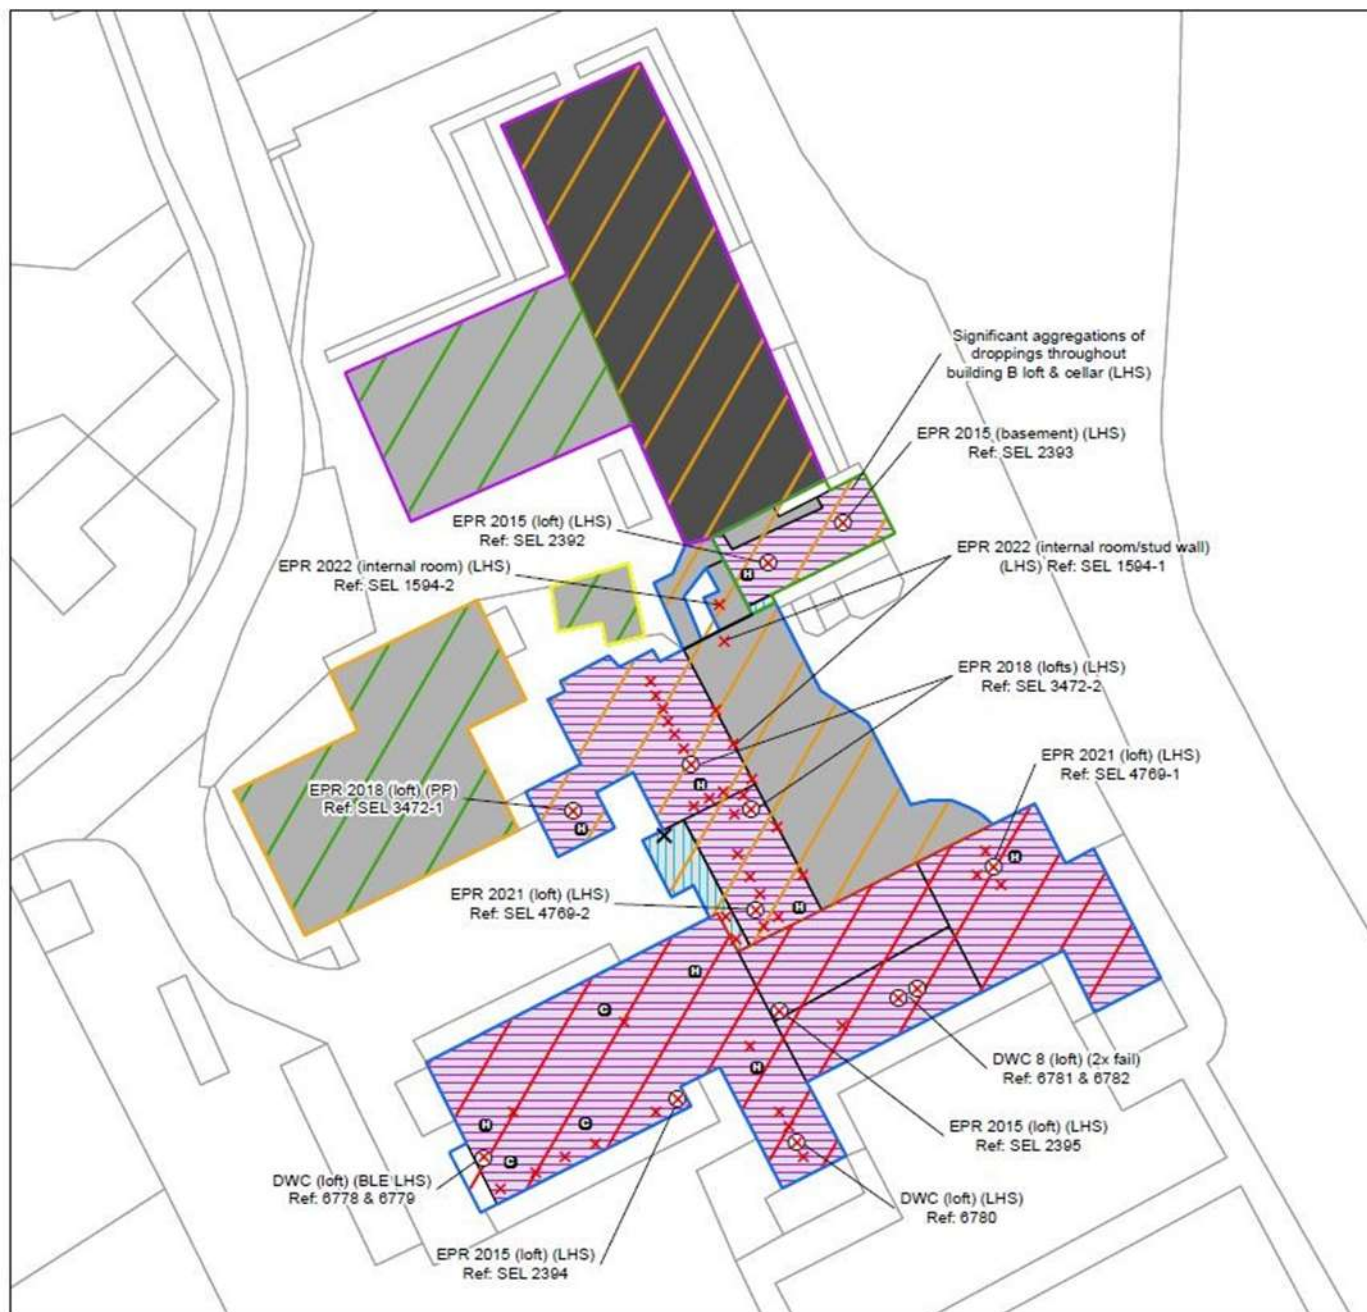 Significant aggregations of
droppings throughout
building B loft & cellar (LHS)
EPR 2015 (basement) (LHS)
Ref: SEL 2393
EPR 2015 (loft) (LHS)
Ref: SEL 2392
EPR 2022 (internal room/stud wall)
(LHS) Ref: SEL 1594-1
EPR 2022 (internal room) (LHS)
Ref: SEL 1594-2
H
EPR 2018 (lofts) (LHS)
Ref: SEL 3472-2
EPR 2021 (loft) (LHS)
Ref: SEL 4769-1
EPR 2018 (loft) (PP)
Ref: SEL 3472-1
H
H
H
EPR 2021 (loft) (LHS)
Ref: SEL 4769-2
H
H
C
DWC 8 (loft) (2x fail)
Ref: 6781 & 6782
H
C
H
EPR 2015 (loft) (LHS)
Ref: SEL 2395
C
DWC (loft) (BLE LHS)
Ref: 6778 & 6779
DWC (loft) (LHS)
Ref: 6780
EPR 2015 (loft) (LHS)
Ref: SEL 2394